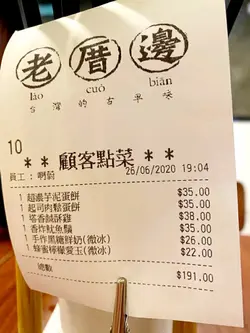 老厝邊
lǎo cuó biān
台灣的古早味
10
** 顧客點菜 **
員工：啊蔚
26/06/2020 19:04
1 超濃芋泥蛋餅 $35.00
1 起司肉鬆蛋餅 $35.00
1 塔香鹹酥雞 $38.00
1 香炸魷魚鬚 $35.00
1 手作黑糖鮮奶(微冰) $26.00
1 蜂蜜檸檬愛玉(微冰) $22.00
總數 $191.00